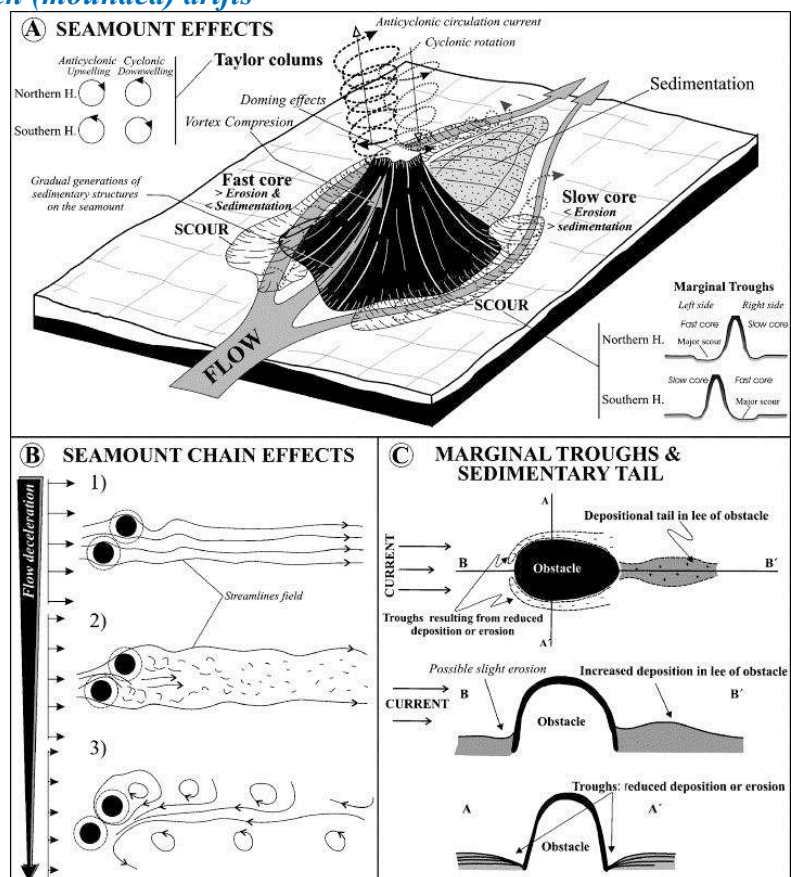 (mounded) drifts
A SEAMOUNT EFFECTS
Anticyclonic circulation current
Cyclonic rotation
Anticyclonic Cyclonic
Upwelling Downwelling
Taylor colums
Northern H.
Southern H.
Doming effects
Vortex Compresion
Sedimentation
Gradual generations of
sedimentary structures
on the seamount
Fast core
> Erosion &
< Sedimentation
SCOUR
Slow core
< Erosion
> sedimentation
SCOUR
FLOW
Marginal Troughs
Left side Right side
Fast core Slow core
Northern H. Major scour
Slow core Fast core
Southern H. Major scour
B SEAMOUNT CHAIN EFFECTS
Flow deceleration
1)
Streamlines field
2)
3)
C MARGINAL TROUGHS &
SEDIMENTARY TAIL
A
Depositional tail in lee of obstacle
CURRENT
B Obstacle B´
Troughs resulting from reduced
deposition or erosion
A´
Possible slight erosion
Increased deposition in lee of obstacle
B B´
CURRENT
Obstacle
Troughs: reduced deposition or erosion
A A´
Obstacle